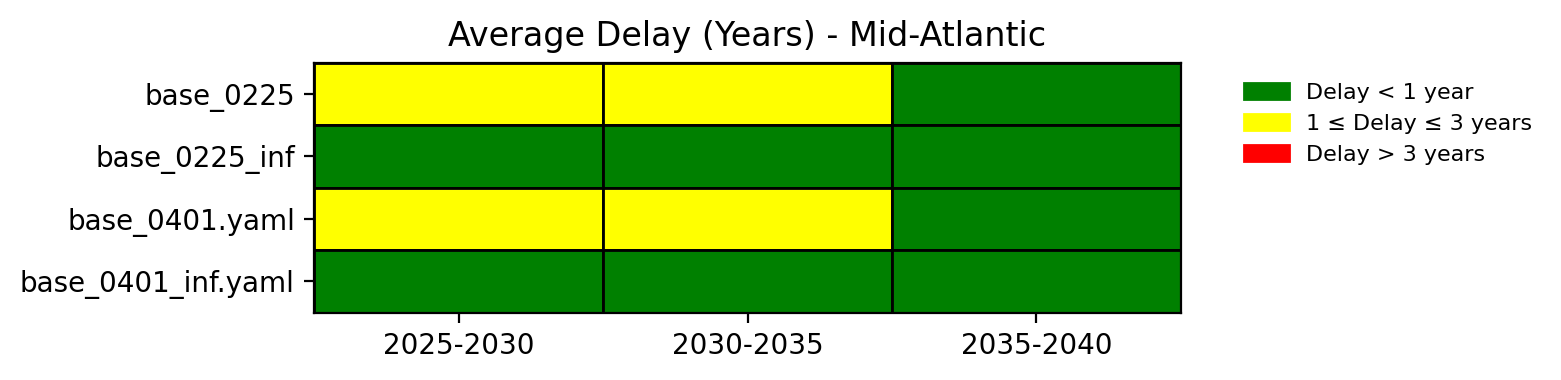 Average Delay (Years) - Mid-Atlantic
base_0225
base_0225_inf
base_0401.yaml
base_0401_inf.yaml
2025-2030 2030-2035 2035-2040
Delay < 1 year
1 ≤ Delay ≤ 3 years
Delay > 3 years